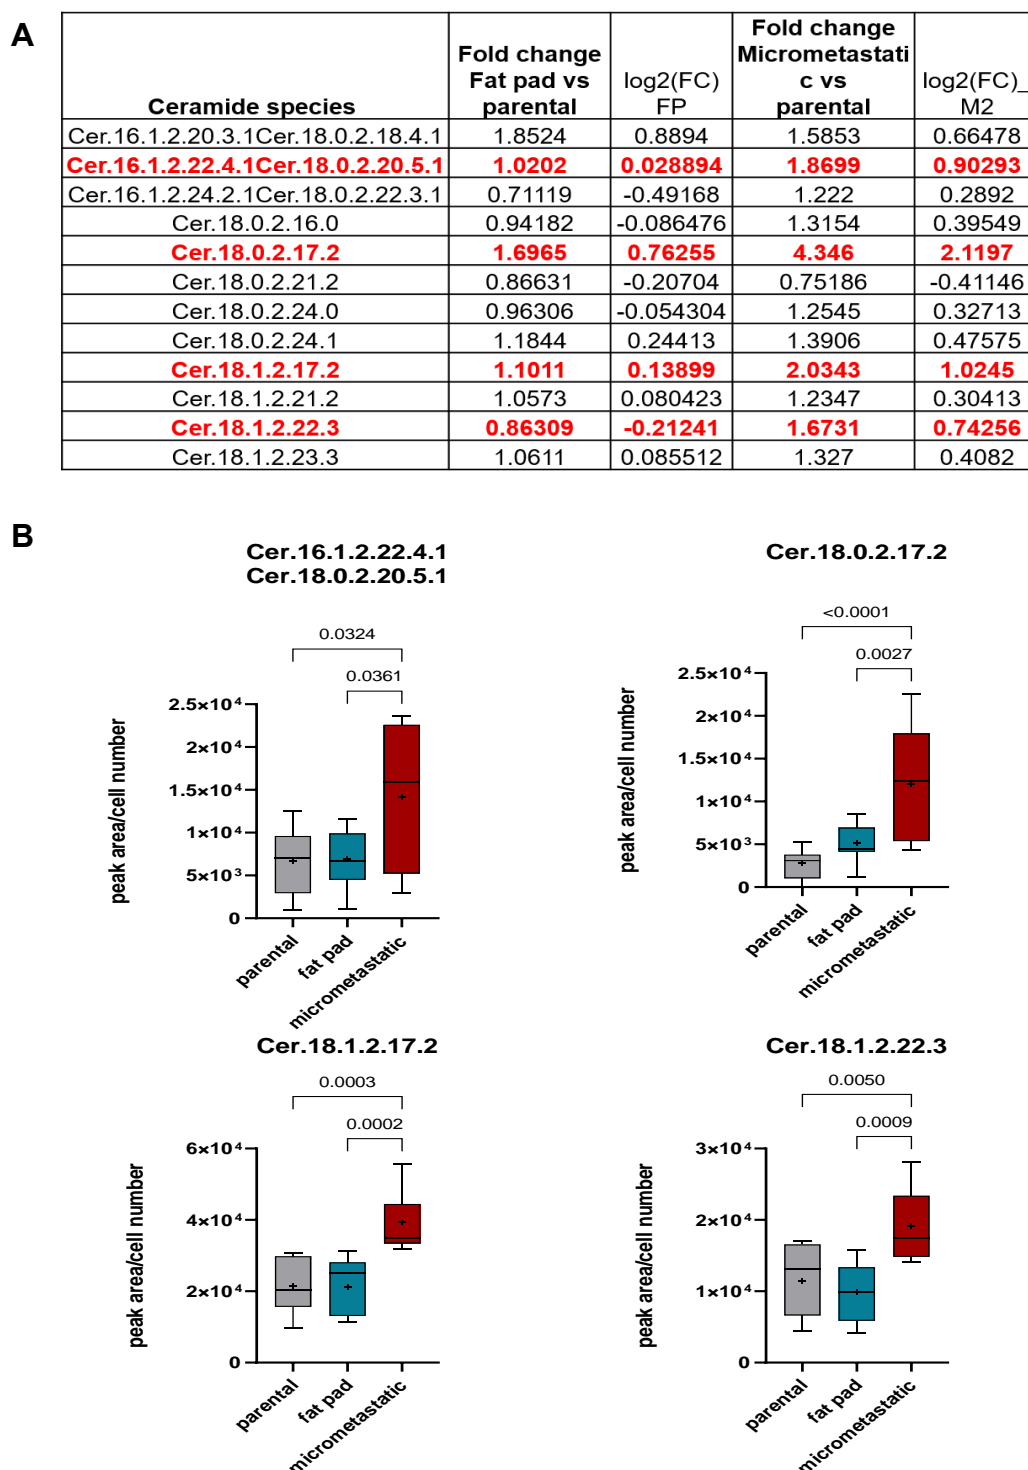 A
Ceramide species | Fold change Fat pad vs parental | log2(FC) FP | Fold change Micrometastati c vs parental | log2(FC)_ M2
Cer.16.1.2.20.3.1Cer.18.0.2.18.4.1 | 1.8524 | 0.8894 | 1.5853 | 0.66478
Cer.16.1.2.22.4.1Cer.18.0.2.20.5.1 | 1.0202 | 0.028894 | 1.8699 | 0.90293
Cer.16.1.2.24.2.1Cer.18.0.2.22.3.1 | 0.71119 | -0.49168 | 1.222 | 0.2892
Cer.18.0.2.16.0 | 0.94182 | -0.086476 | 1.3154 | 0.39549
Cer.18.0.2.17.2 | 1.6965 | 0.76255 | 4.346 | 2.1197
Cer.18.0.2.21.2 | 0.86631 | -0.20704 | 0.75186 | -0.41146
Cer.18.0.2.24.0 | 0.96306 | -0.054304 | 1.2545 | 0.32713
Cer.18.0.2.24.1 | 1.1844 | 0.24413 | 1.3906 | 0.47575
Cer.18.1.2.17.2 | 1.1011 | 0.13899 | 2.0343 | 1.0245
Cer.18.1.2.21.2 | 1.0573 | 0.080423 | 1.2347 | 0.30413
Cer.18.1.2.22.3 | 0.86309 | -0.21241 | 1.6731 | 0.74256
Cer.18.1.2.23.3 | 1.0611 | 0.085512 | 1.327 | 0.4082
B
Cer.16.1.2.22.4.1
Cer.18.0.2.20.5.1
0.0324
0.0361
peak area/cell number
2.5×10⁴
2×10⁴
1.5×10⁴
1×10⁴
5×10³
0
parental
fat pad
micrometastatic
Cer.18.0.2.17.2
<0.0001
0.0027
peak area/cell number
2.5×10⁴
2×10⁴
1.5×10⁴
1×10⁴
5×10³
0
parental
fat pad
micrometastatic
Cer.18.1.2.17.2
0.0003
0.0002
peak area/cell number
6×10⁴
4×10⁴
2×10⁴
0
parental
fat pad
micrometastatic
Cer.18.1.2.22.3
0.0050
0.0009
peak area/cell number
3×10⁴
2×10⁴
1×10⁴
0
parental
fat pad
micrometastatic